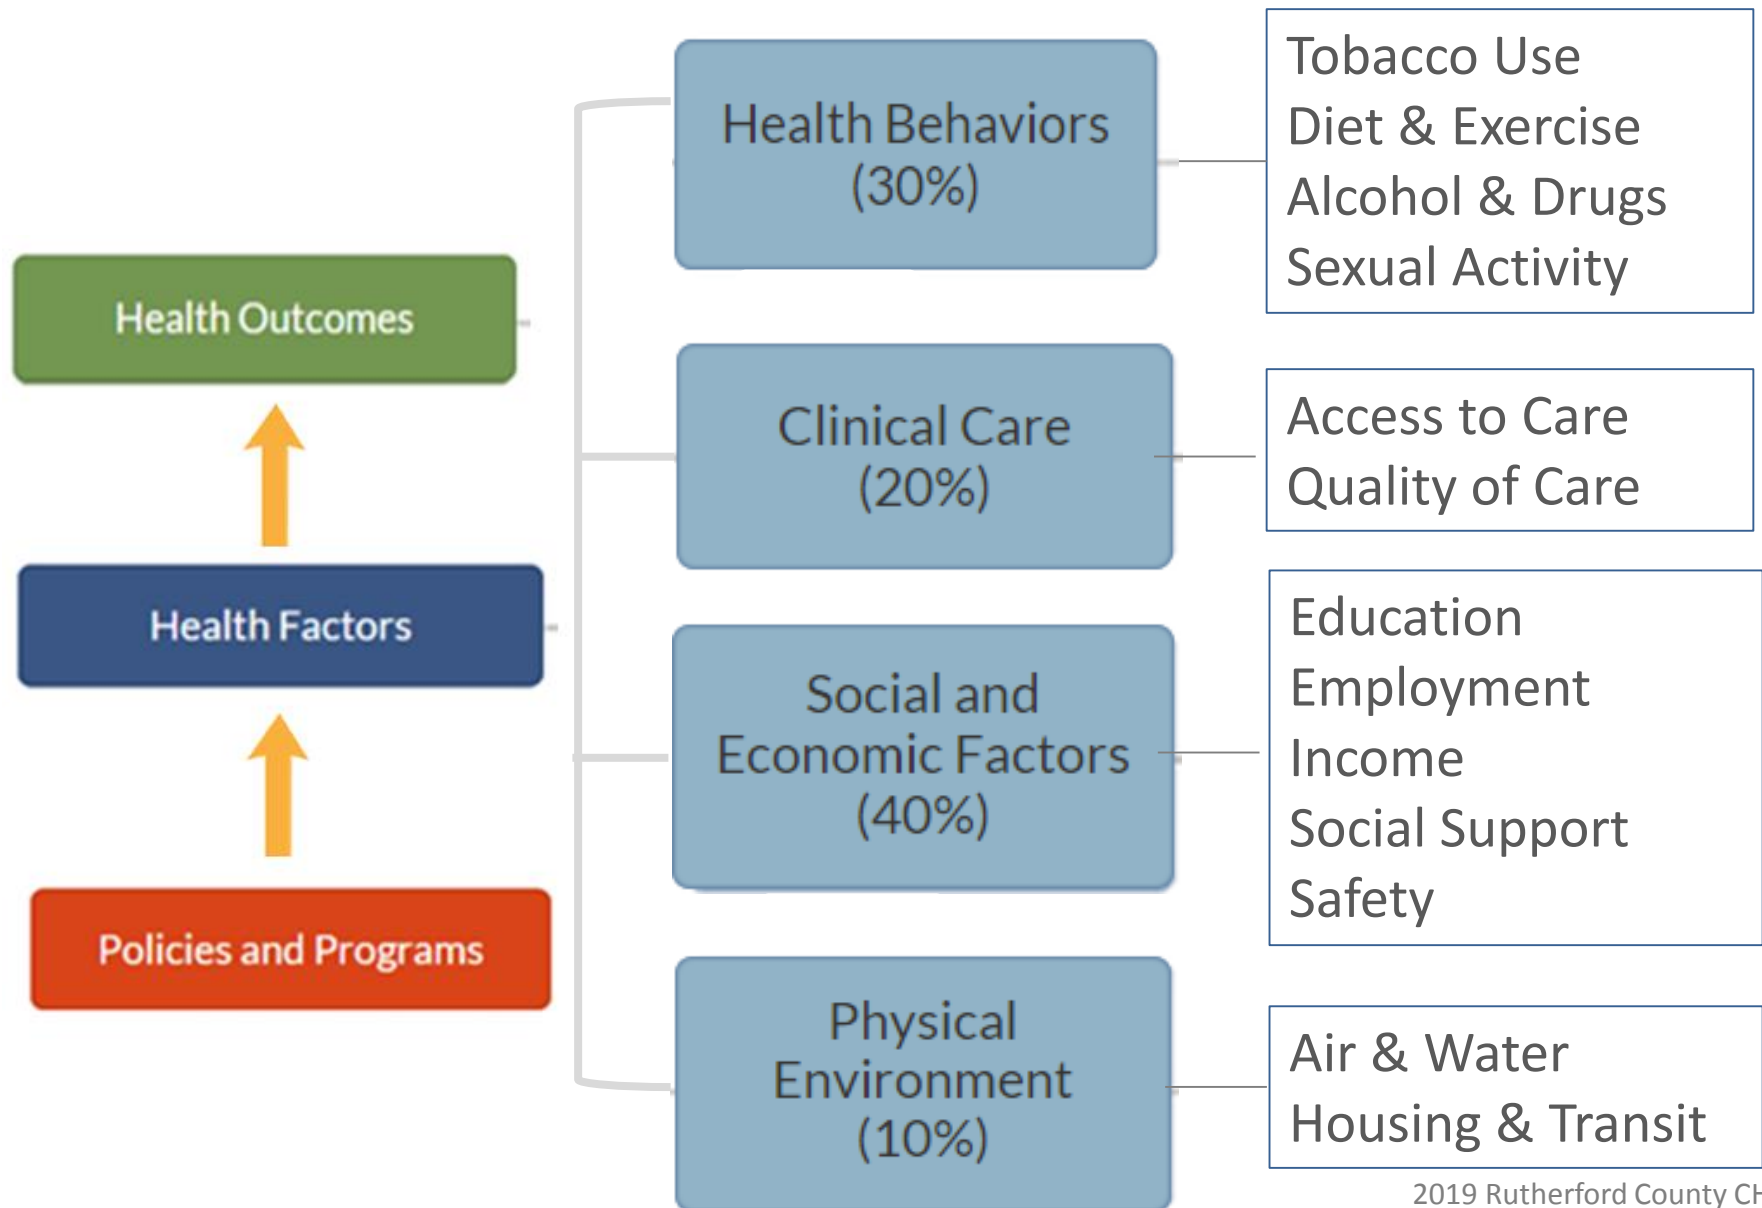 Health Outcomes
Health Factors
Policies and Programs
Health Behaviors
(30%)
Tobacco Use
Diet & Exercise
Alcohol & Drugs
Sexual Activity
Clinical Care
(20%)
Access to Care
Quality of Care
Social and
Economic Factors
(40%)
Education
Employment
Income
Social Support
Safety
Physical
Environment
(10%)
Air & Water
Housing & Transit
2019 Rutherford County